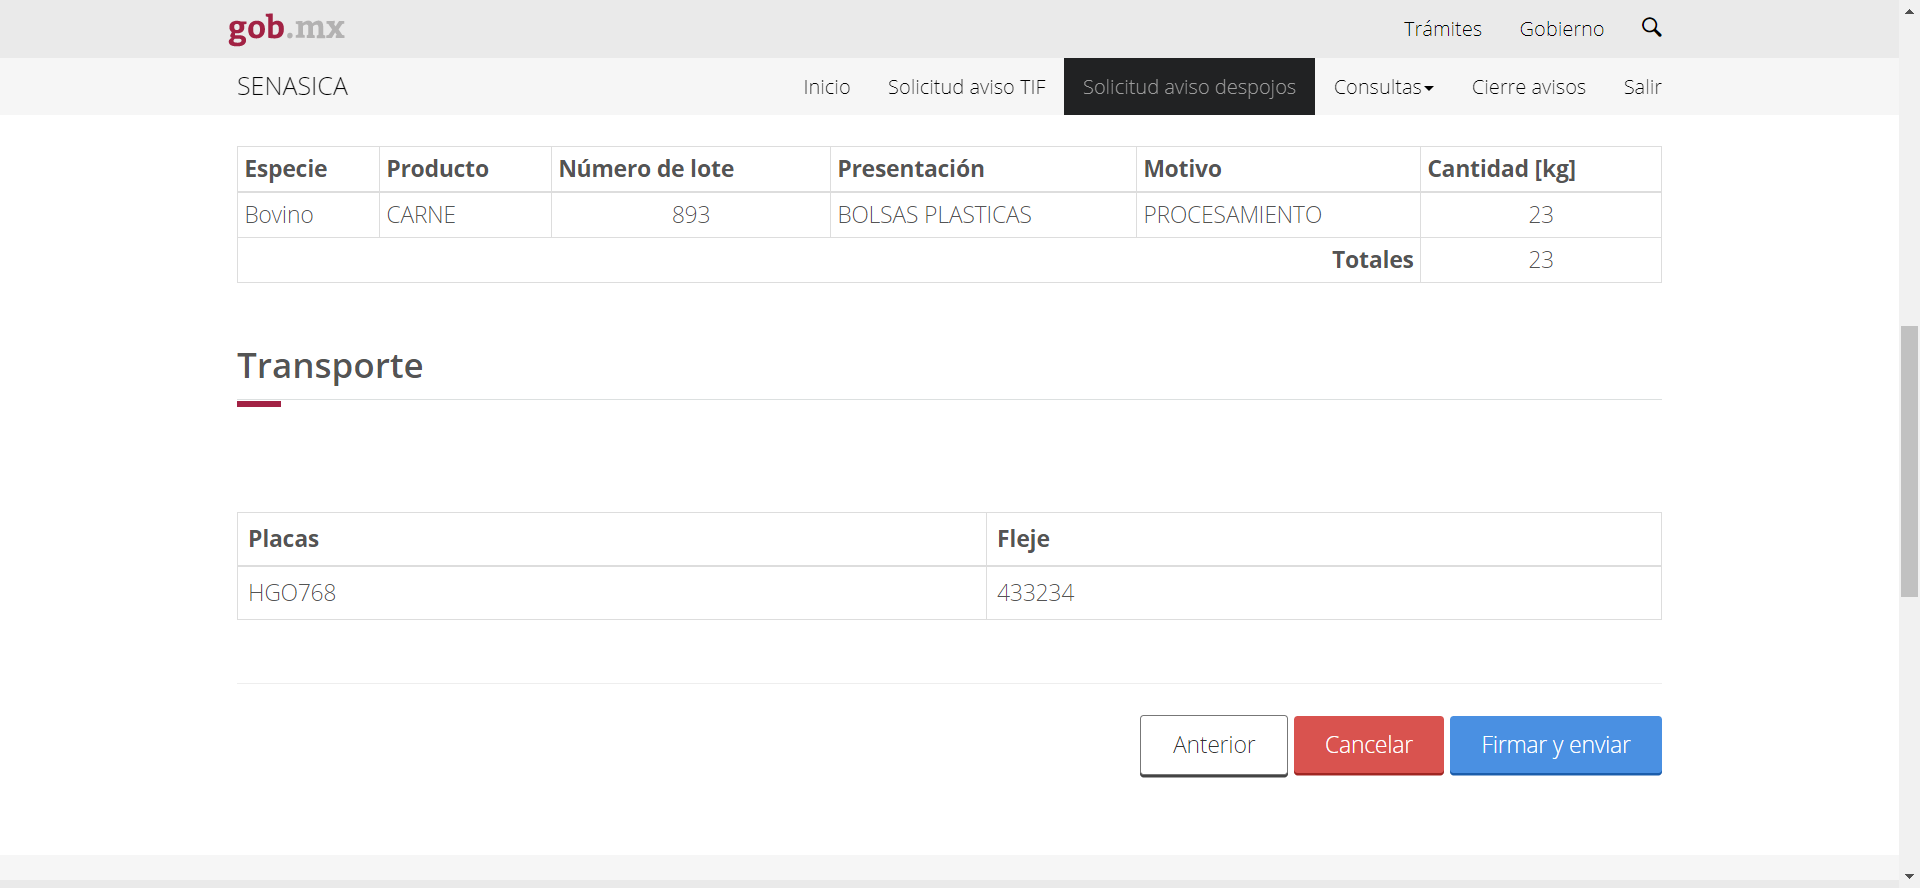 gob.mx Trámites Gobierno
SENASICA Inicio Solicitud aviso TIF Solicitud aviso despojos Consultas Cierre avisos Salir
Especie Producto Número de lote Presentación Motivo Cantidad [kg]
Bovino CARNE 893 BOLSAS PLASTICAS PROCESAMIENTO 23
Totales 23
Transporte
Placas Fleje
HGO768 433234
Anterior Cancelar Firmar y enviar